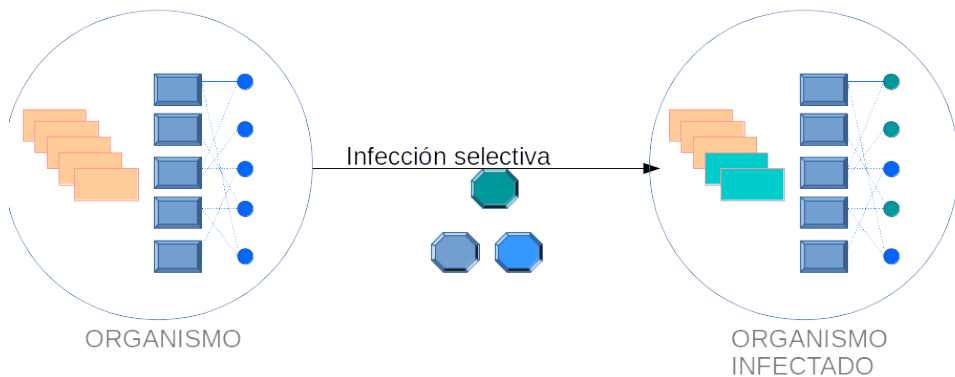 Infección selectiva
ORGANISMO
ORGANISMO
INFECTADO